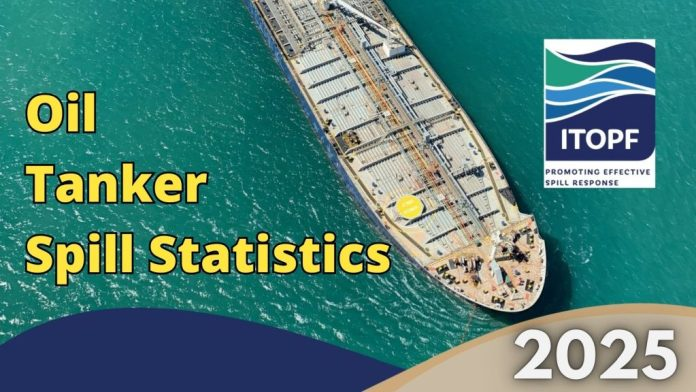 Oil
Tanker
Spill Statistics
ITOPF
PROMOTING EFFECTIVE
SPILL RESPONSE
2025